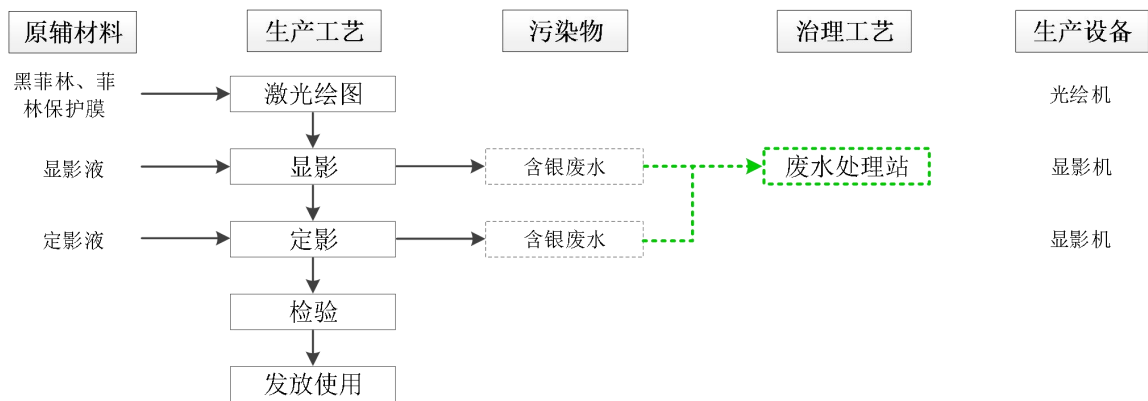 原辅材料
生产工艺
污染物
治理工艺
生产设备
黑菲林、菲
林保护膜
激光绘图
光绘机
显影液
显影
含银废水
废水处理站
显影机
定影液
定影
含银废水
显影机
检验
发放使用